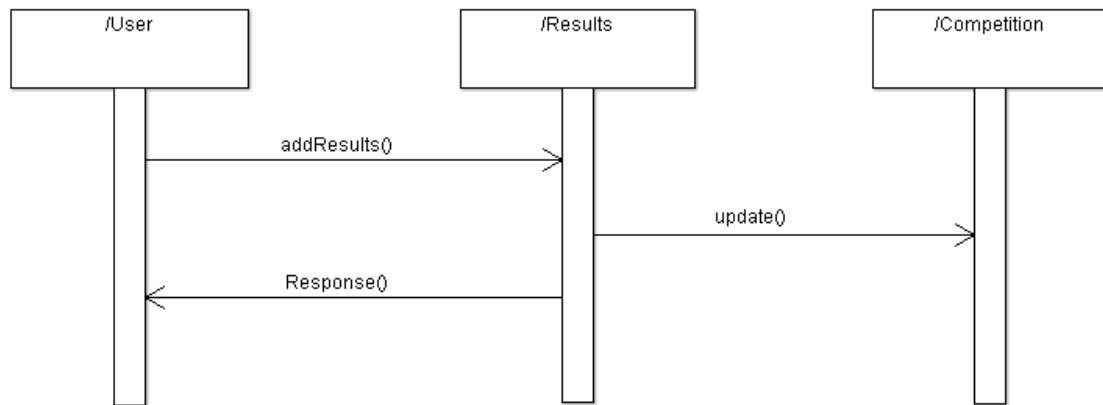 /User
/Results
/Competition
addResults()
update()
Response()